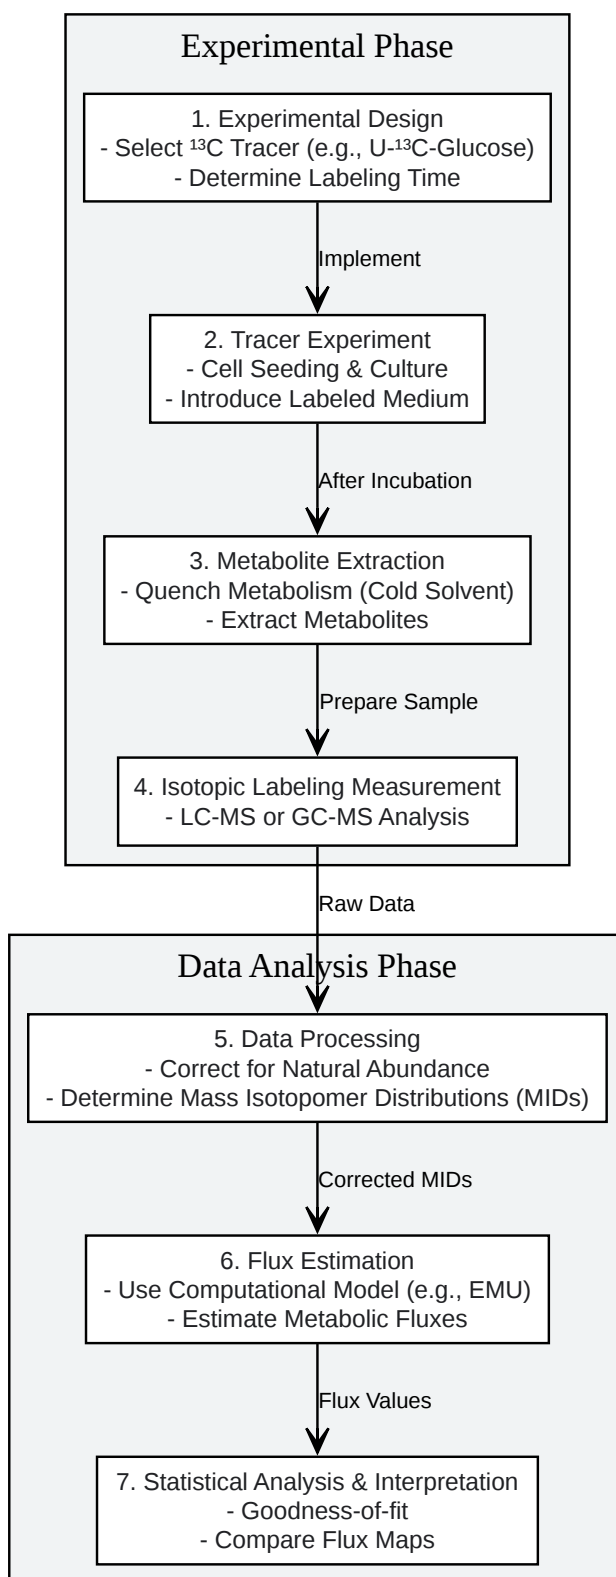 Experimental Phase
1. Experimental Design
- Select ¹³C Tracer (e.g., U-¹³C-Glucose)
- Determine Labeling Time
Implement
2. Tracer Experiment
- Cell Seeding & Culture
- Introduce Labeled Medium
After Incubation
3. Metabolite Extraction
- Quench Metabolism (Cold Solvent)
- Extract Metabolites
Prepare Sample
4. Isotopic Labeling Measurement
- LC-MS or GC-MS Analysis
Raw Data
Data Analysis Phase
5. Data Processing
- Correct for Natural Abundance
- Determine Mass Isotopomer Distributions (MIDs)
Corrected MIDs
6. Flux Estimation
- Use Computational Model (e.g., EMU)
- Estimate Metabolic Fluxes
Flux Values
7. Statistical Analysis & Interpretation
- Goodness-of-fit
- Compare Flux Maps